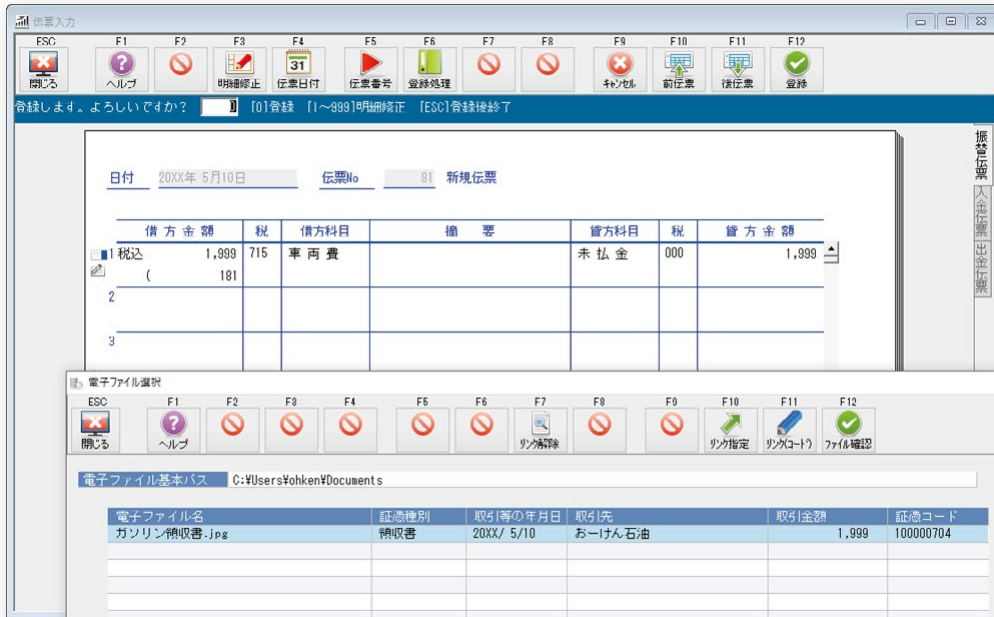 伝票入力
ESC F1 F2 F3 F4 F5 F6 F7 F8 F9 F10 F11 F12
閉じる ヘルプ 明細修正 31 伝票日付 伝票番号 登録処理 キャンセル 前伝票 後伝票 登録
登録します。よろしいですか? 0 [0]登録 [1～999]明細修正 [ESC]登録後終了
振替伝票
入金伝票
出金伝票
日付 20XX年 5月10日 伝票No 81 新規伝票
借方金額 税 借方科目 摘要 貸方科目 税 貸方金額
1 税込 1,999 715 車両費 未払金 000 1,999
( 181
2
3
電子ファイル選択
ESC F1 F2 F3 F4 F5 F6 F7 F8 F9 F10 F11 F12
閉じる ヘルプ リンク解除 リンク指定 リンク(コード) ファイル確認
電子ファイル基本パス C:¥Users¥ohken¥Documents
電子ファイル名 証憑種別 取引等の年月日 取引先 取引金額 証憑コード
ガソリン領収書.jpg 領収書 20XX/ 5/10 おーけん石油 1,999 100000704